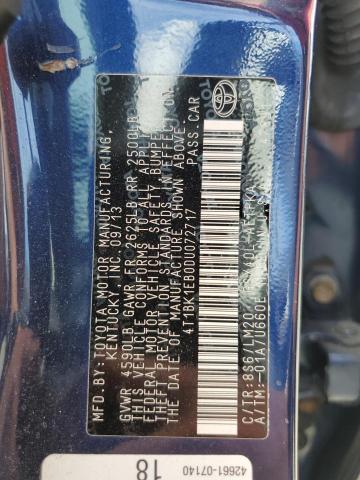 MFD. BY: TOYOTA MOTOR MANUFACTURING,
KENTUCKY, INC. 09/13
GVWR 4590LB GAWR FR 2625LB RR 2500LB
THIS VEHICLE CONFORMS TO ALL APPLICABLE
FEDERAL MOTOR VEHICLE SAFETY, BUMPER, AND
THEFT PREVENTION STANDARDS IN EFFECT ON
THE DATE OF MANUFACTURE SHOWN ABOVE.
4T1BK1EB0DU072717 PASS.CAR
C/TR:8S6/LM20
A/TM:-01A/U660E
TOYOTA
42661-07140
18